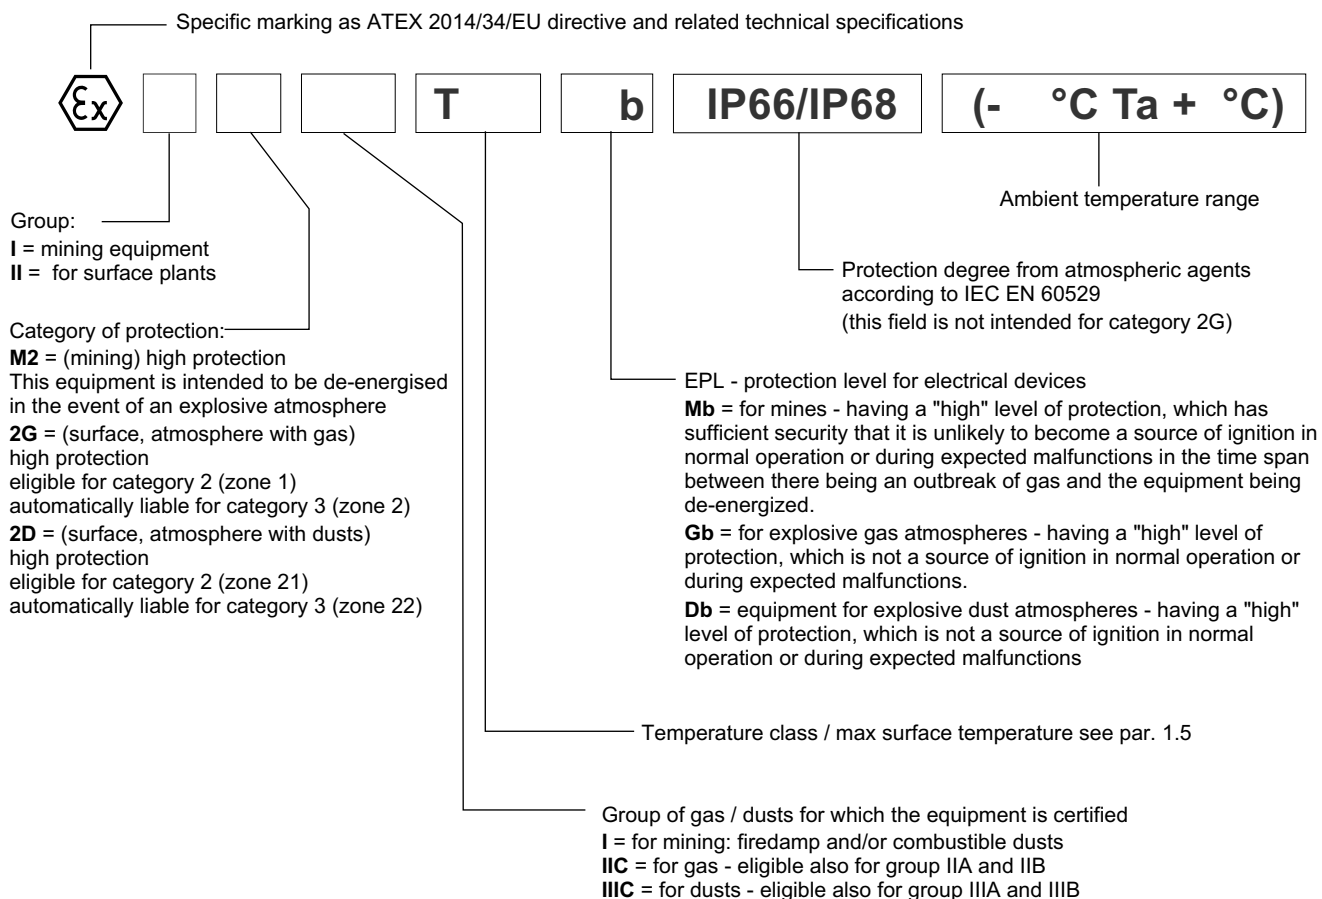 Specific marking as ATEX 2014/34/EU directive and related technical specifications
Ex T b IP66/IP68 (- °C Ta + °C)
Ambient temperature range
Group:
I = mining equipment
II = for surface plants
Protection degree from atmospheric agents
according to IEC EN 60529
(this field is not intended for category 2G)
Category of protection:
M2 = (mining) high protection
This equipment is intended to be de-energised
in the event of an explosive atmosphere
2G = (surface, atmosphere with gas)
high protection
eligible for category 2 (zone 1)
automatically liable for category 3 (zone 2)
2D = (surface, atmosphere with dusts)
high protection
eligible for category 2 (zone 21)
automatically liable for category 3 (zone 22)
EPL - protection level for electrical devices
Mb = for mines - having a "high" level of protection, which has
sufficient security that it is unlikely to become a source of ignition in
normal operation or during expected malfunctions in the time span
between there being an outbreak of gas and the equipment being
de-energized.
Gb = for explosive gas atmospheres - having a "high" level of
protection, which is not a source of ignition in normal operation or
during expected malfunctions.
Db = equipment for explosive dust atmospheres - having a "high"
level of protection, which is not a source of ignition in normal
operation or during expected malfunctions
Temperature class / max surface temperature see par. 1.5
Group of gas / dusts for which the equipment is certified
I = for mining: firedamp and/or combustible dusts
IIC = for gas - eligible also for group IIA and IIB
IIIC = for dusts - eligible also for group IIIA and IIIB